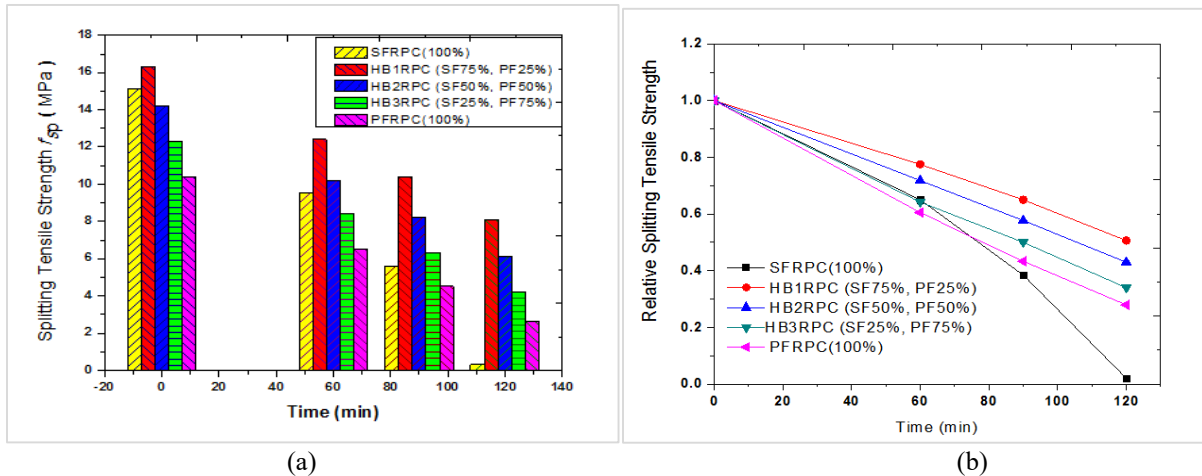 18
16
14
12
10
8
6
4
2
0
Splitting Tensile Strength fsp ( MPa)
SFRPC(100%)
HB1RPC (SF75%, PF25%)
HB2RPC (SF50%, PF50%)
HB3RPC (SF25%, PF75%)
PFRPC(100%)
-20 0 20 40 60 80 100 120 140
Time (min)
(a)
1.2
1.0
0.8
0.6
0.4
0.2
0.0
Relative Splitting Tensile Strength
SFRPC(100%)
HB1RPC (SF75%, PF25%)
HB2RPC (SF50%, PF50%)
HB3RPC (SF25%, PF75%)
PFRPC(100%)
0 20 40 60 80 100 120
Time (min)
(b)